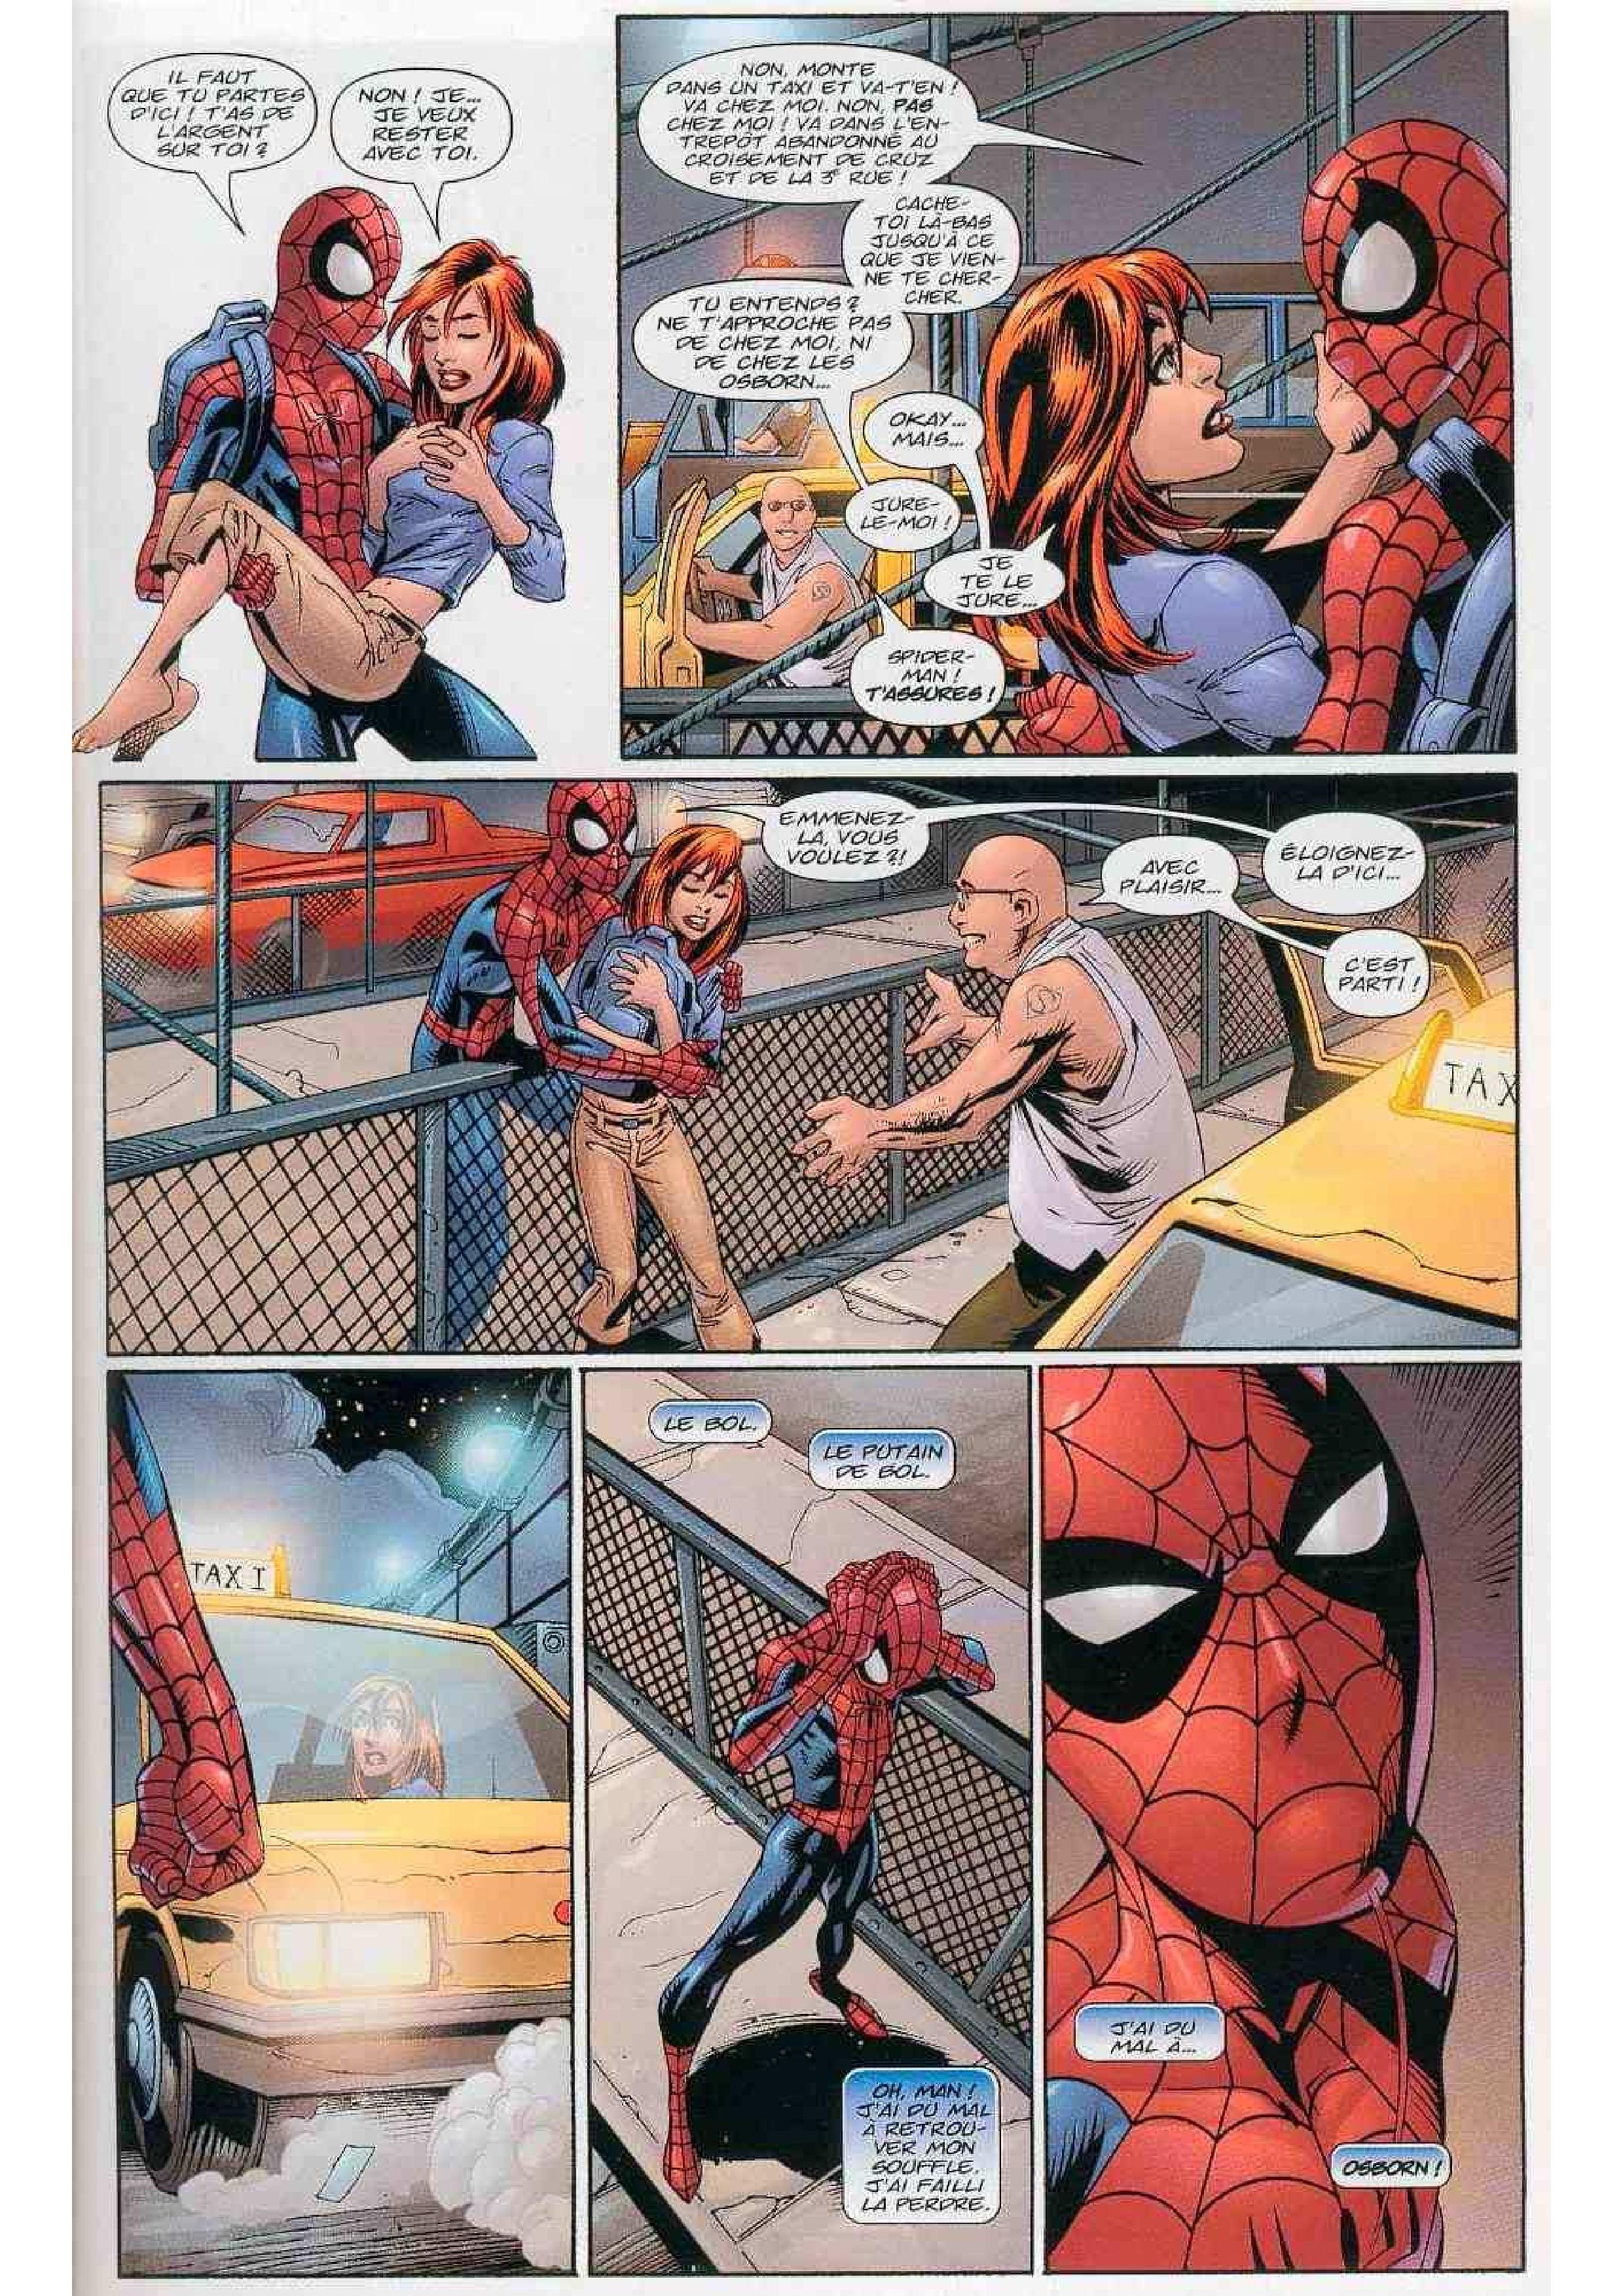 IL FAUT
QUE TU PARTES
D'ICI ! T'AS DE
L'ARGENT
SUR TOI ?
NON ! JE...
JE VEUX
RESTER
AVEC TOI.
NON, MONTE
DANS UN TAXI ET VA-T'EN !
VA CHEZ MOI. NON, PAS
CHEZ MOI ! VA DANS L'EN-
TREPÔT ABANDONNÉ AU
CROISEMENT DE CRUZ
ET DE LA 3E RUE !
CACHE-
TOI LÀ-BAS
JUSQU'À CE
QUE JE VIEN-
NE TE CHER-
CHER.
TU ENTENDS ?
NE T'APPROCHE PAS
DE CHEZ MOI, NI
DE CHEZ LES
OSBORN...
OKAY...
MAIS...
JURE-
LE-MOI !
JE
TE LE
JURE...
SPIDER-
MAN !
T'ASSURES !
EMMENEZ-
LA, VOUS
VOULEZ ?!
AVEC
PLAISIR...
ÉLOIGNEZ-
LA D'ICI...
C'EST
PARTI !
TAX
TAXI
LE BOL.
LE PUTAIN
DE BOL.
OH, MAN !
J'AI DU MAL
À RETROU-
VER MON
SOUFFLE.
J'AI FAILLI
LA PERDRE.
J'AI DU
MAL À...
OSBORN !